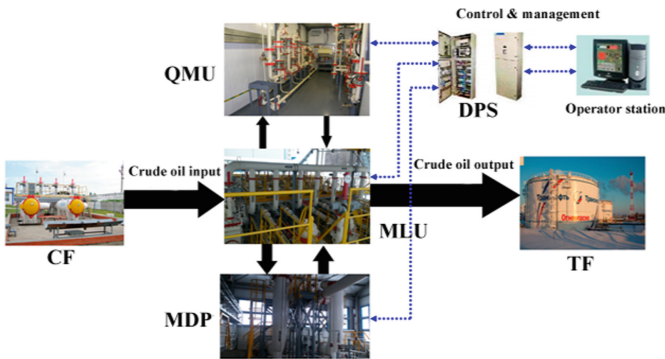 Control & management
QMU
DPS
Operator station
Crude oil input
Crude oil output
MLU
CF
TF
MDP